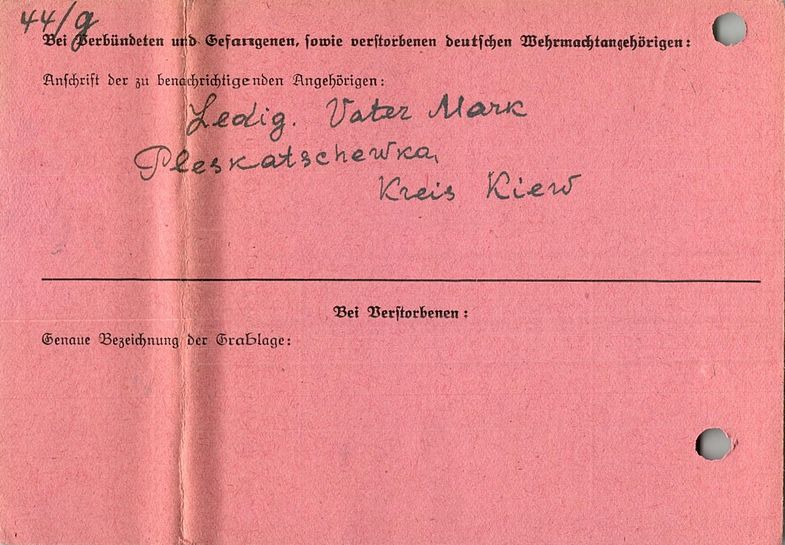 44/g
Bei Verbündeten und Gefangenen, sowie verstorbenen deutschen Wehrmachtangehörigen:
Anschrift der zu benachrichtigenden Angehörigen:
Ledig. Vater Mark
Pleskatschewka,
Kreis Kiew
Bei Verstorbenen:
Genaue Bezeichnung der Grablage: